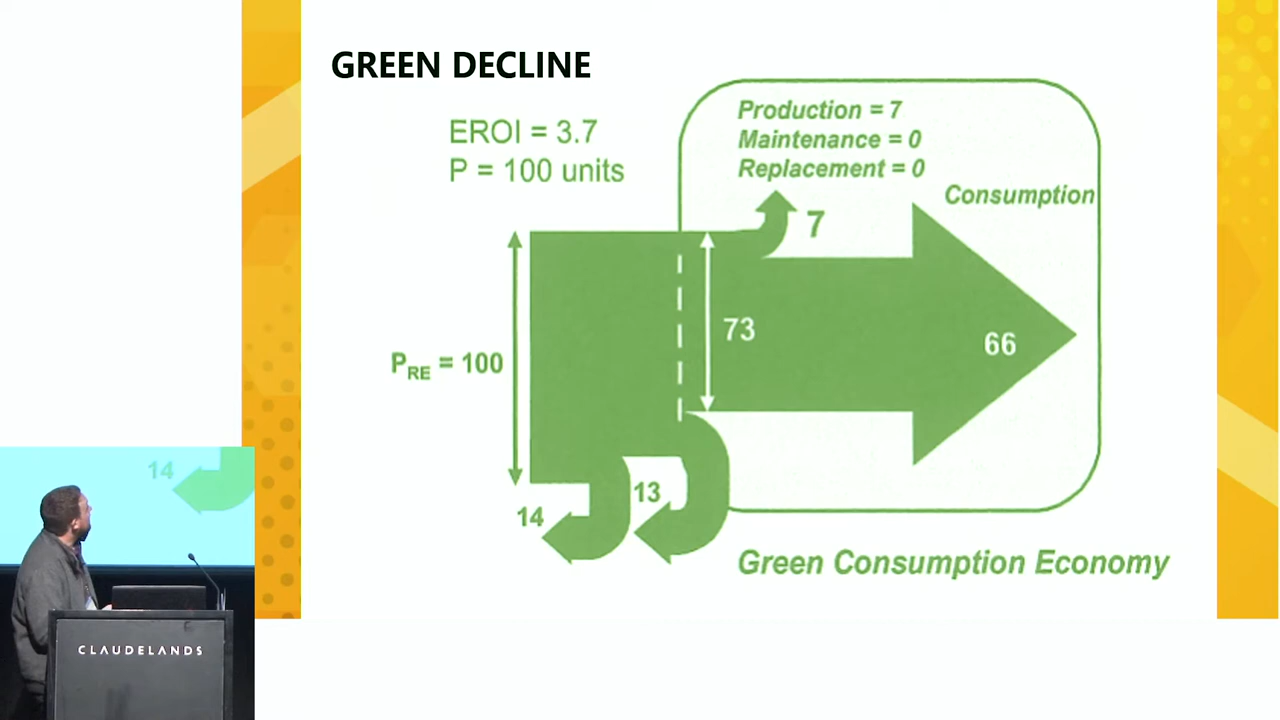 GREEN DECLINE
EROI = 3.7
P = 100 units
Production = 7
Maintenance = 0
Replacement = 0
Consumption
7
73
66
PRE = 100
14
13
Green Consumption Economy
14
CLAUDELANDS